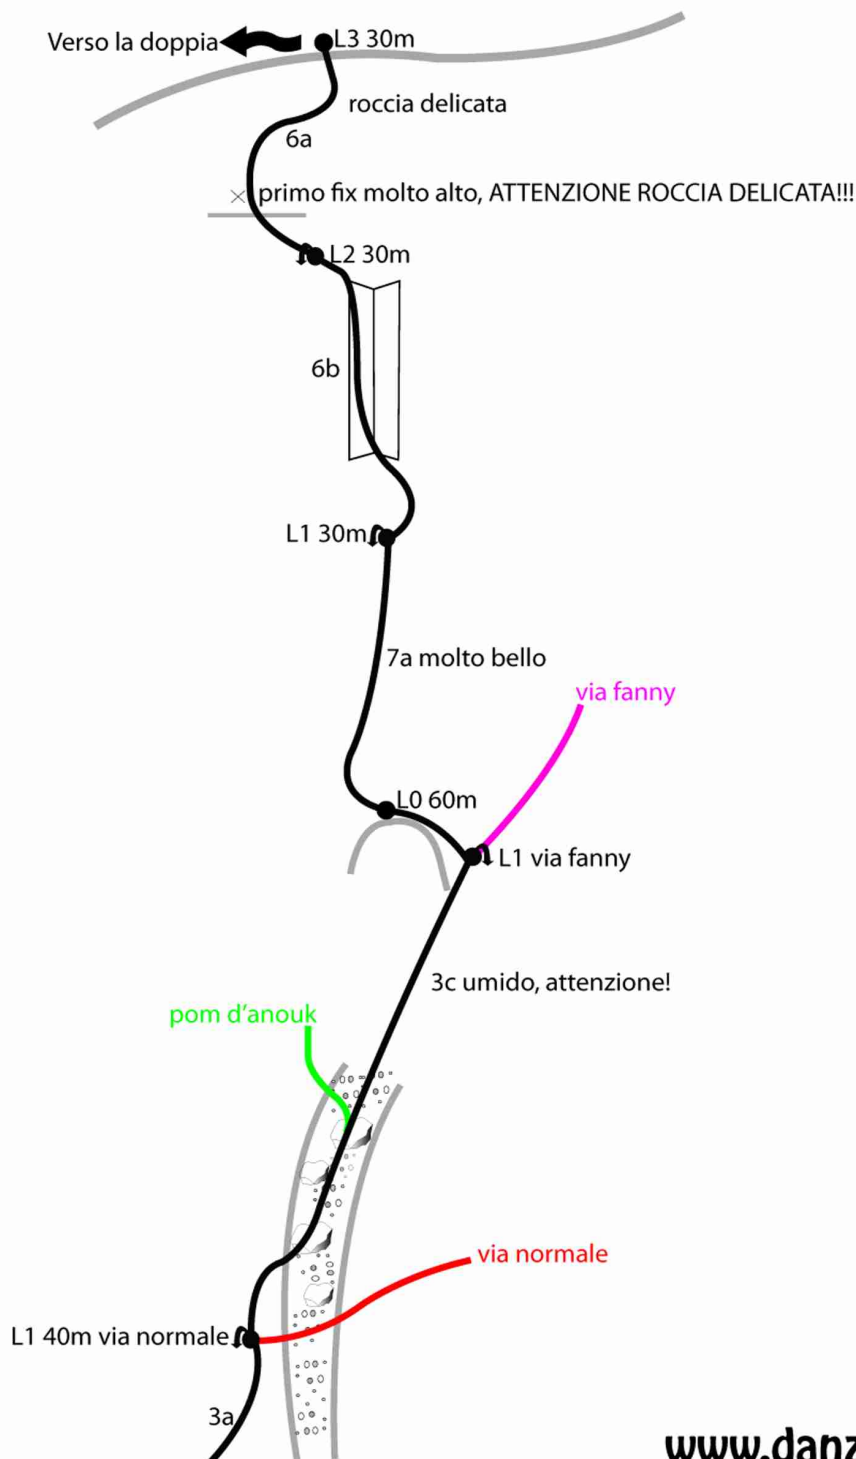 Verso la doppia
L3 30m
roccia delicata
6a
primo fix molto alto, ATTENZIONE ROCCIA DELICATA!!!
L2 30m
6b
L1 30m
7a molto bello
via fanny
L0 60m
L1 via fanny
3c umido, attenzione!
pom d'anouk
via normale
L1 40m via normale
3a
www.danz